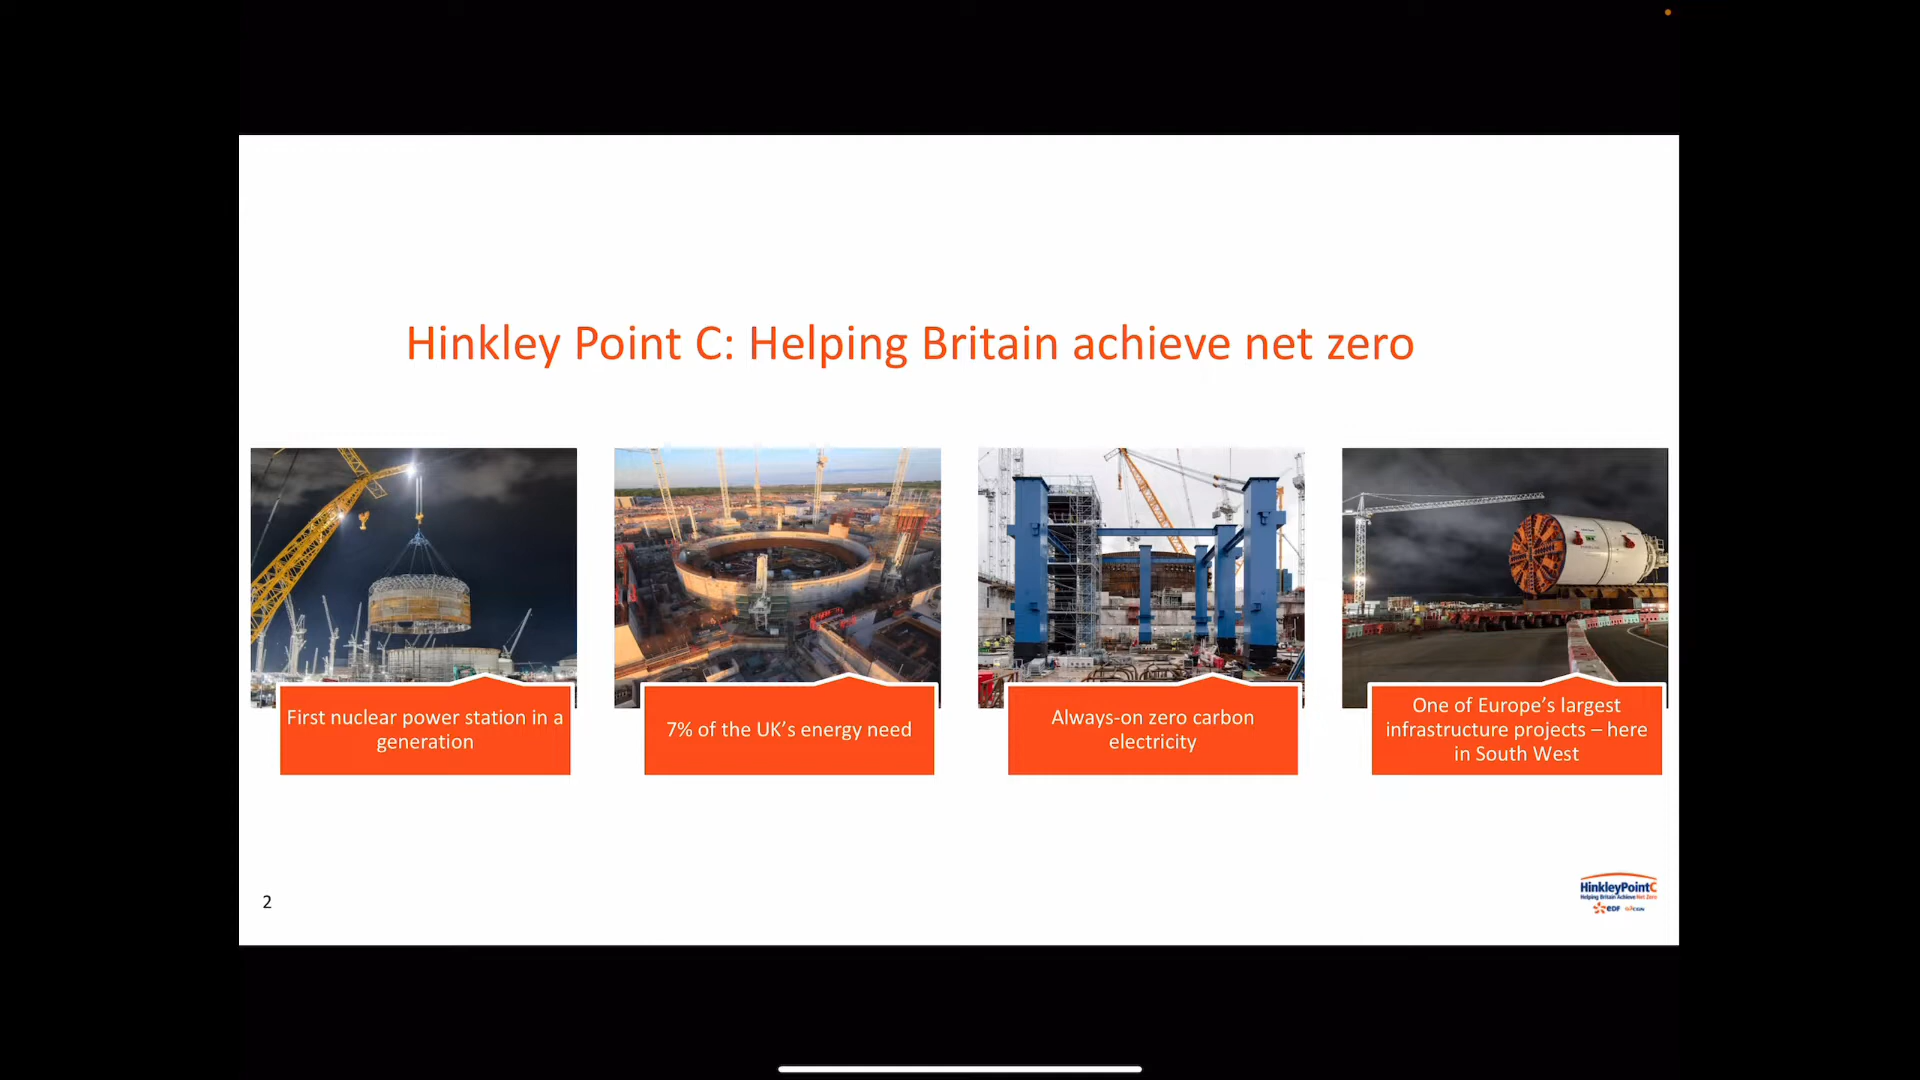 Hinkley Point C: Helping Britain achieve net zero
First nuclear power station in a
generation
7% of the UK’s energy need
Always-on zero carbon
electricity
One of Europe’s largest
infrastructure projects – here
in South West
2
HinkleyPointC
Helping Britain Achieve Net Zero
edF CGN